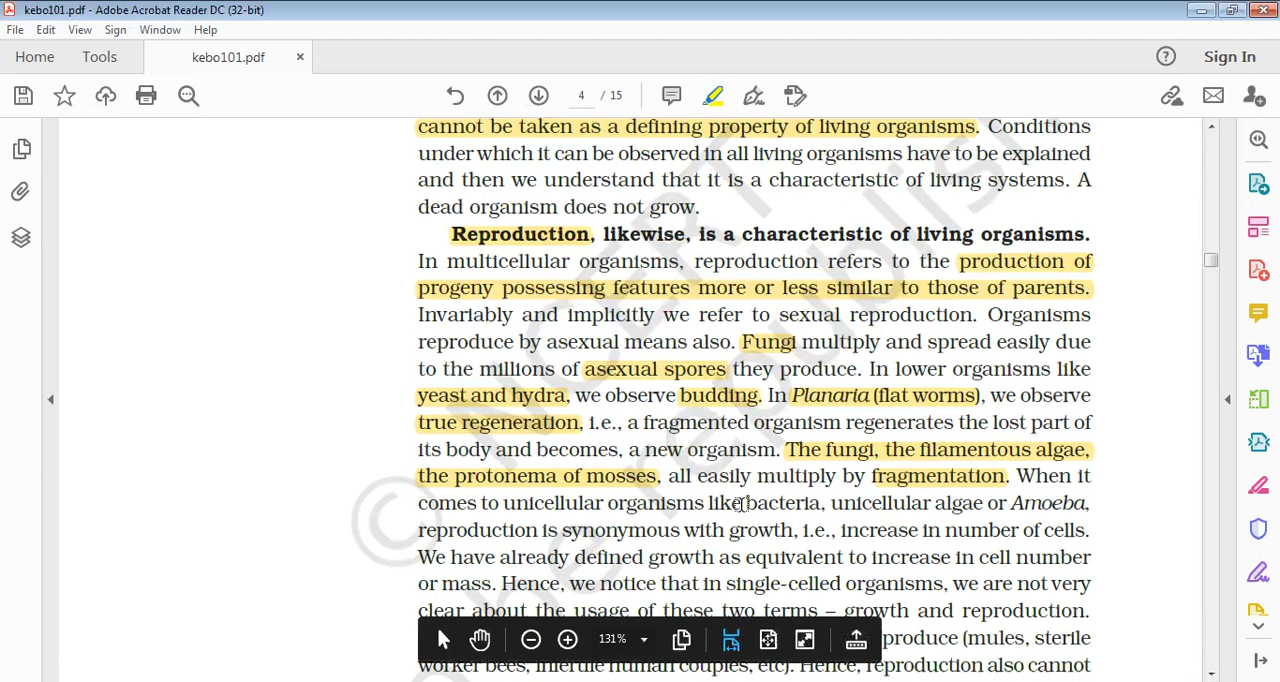 kebo101.pdf - Adobe Acrobat Reader DC (32-bit)
File Edit View Sign Window Help
Home Tools kebo101.pdf × ? Sign In
4 / 15
cannot be taken as a defining property of living organisms. Conditions
under which it can be observed in all living organisms have to be explained
and then we understand that it is a characteristic of living systems. A
dead organism does not grow.
Reproduction, likewise, is a characteristic of living organisms.
In multicellular organisms, reproduction refers to the production of
progeny possessing features more or less similar to those of parents.
Invariably and implicitly we refer to sexual reproduction. Organisms
reproduce by asexual means also. Fungi multiply and spread easily due
to the millions of asexual spores they produce. In lower organisms like
yeast and hydra, we observe budding. In Planaria (flat worms), we observe
true regeneration, i.e., a fragmented organism regenerates the lost part of
its body and becomes, a new organism. The fungi, the filamentous algae,
the protonema of mosses, all easily multiply by fragmentation. When it
comes to unicellular organisms like bacteria, unicellular algae or Amoeba,
reproduction is synonymous with growth, i.e., increase in number of cells.
We have already defined growth as equivalent to increase in cell number
or mass. Hence, we notice that in single-celled organisms, we are not very
clear about the usage of these two terms – growth and reproduction.
produce (mules, sterile
worker bees, infertile human couples, etc). Hence, reproduction also cannot
131%
© NCERT
be republis